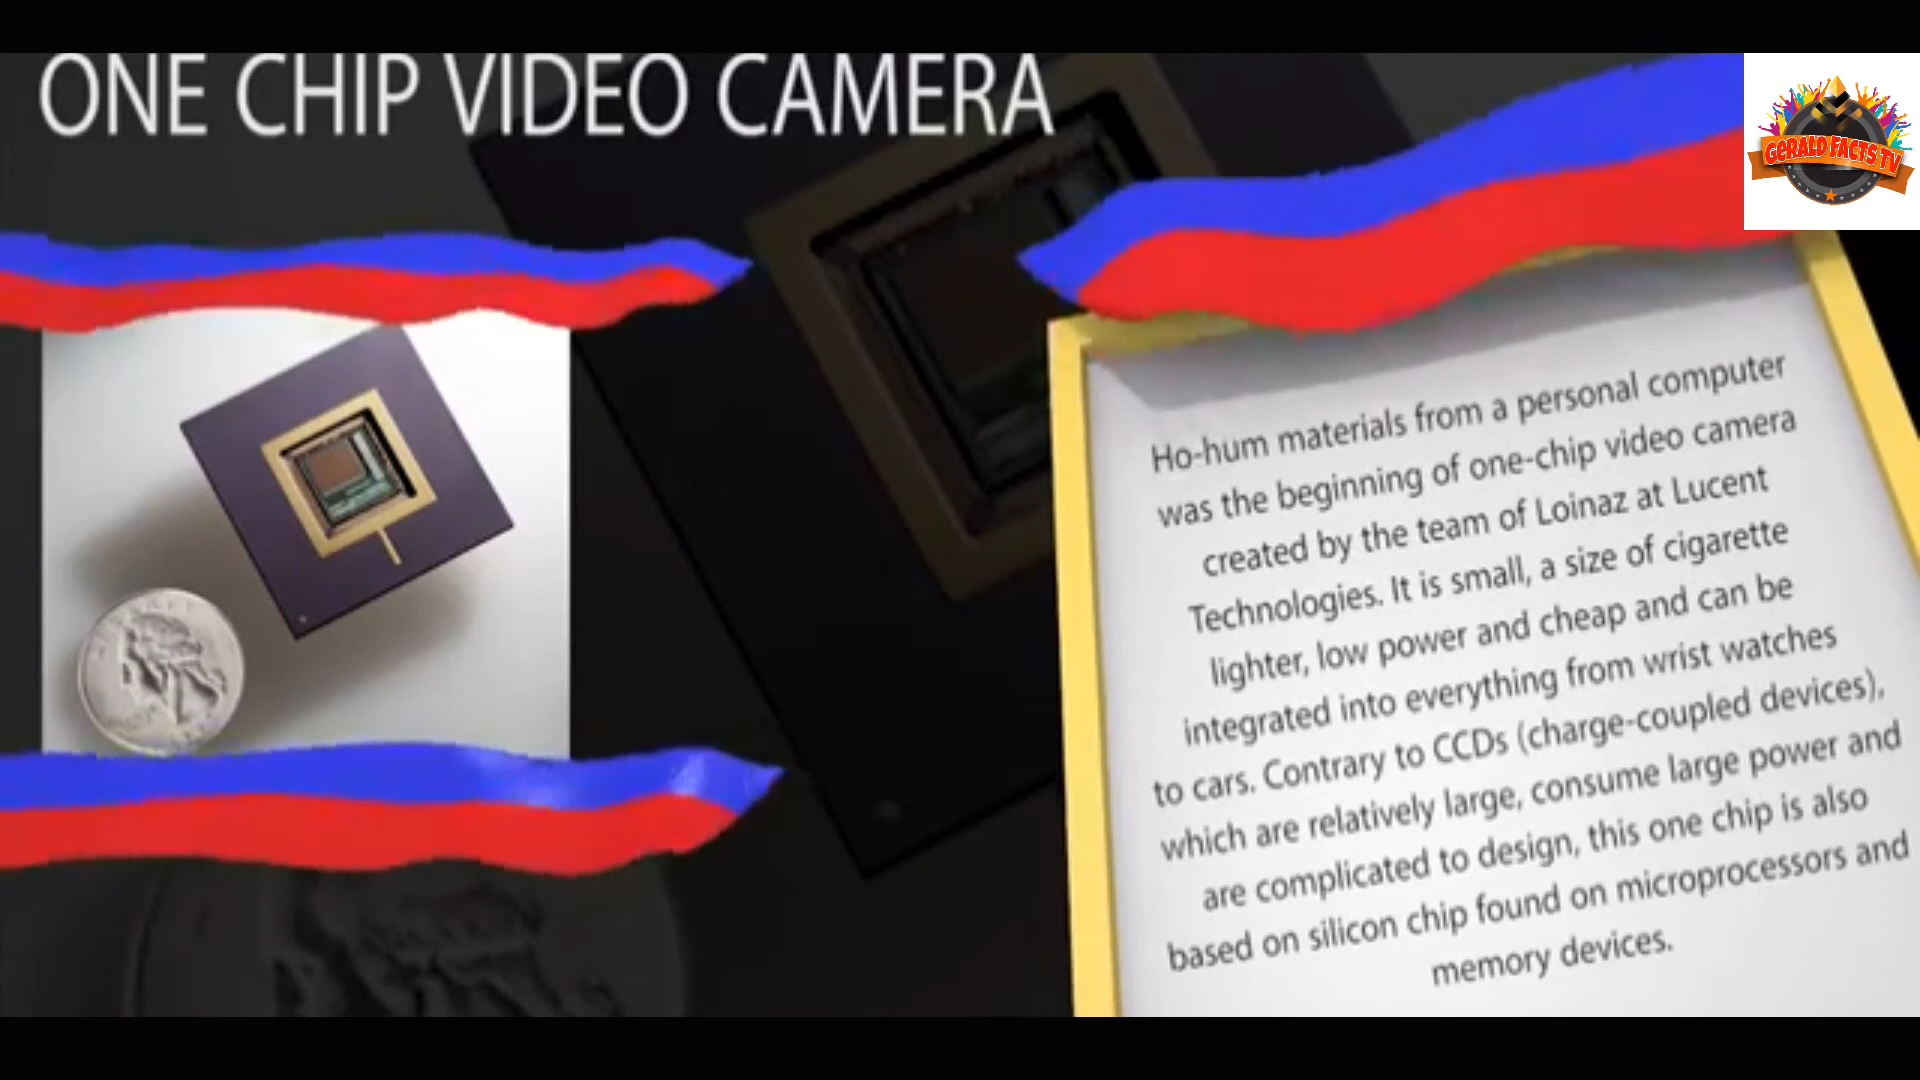 ONE CHIP VIDEO CAMERA
GERALD FACTS TV
Ho-hum materials from a personal computer
was the beginning of one-chip video camera
created by the team of Loinaz at Lucent
Technologies. It is small, a size of cigarette
lighter, low power and cheap and can be
integrated into everything from wrist watches
to cars. Contrary to CCDs (charge-coupled devices),
which are relatively large, consume large power and
are complicated to design, this one chip is also
based on silicon chip found on microprocessors and
memory devices.